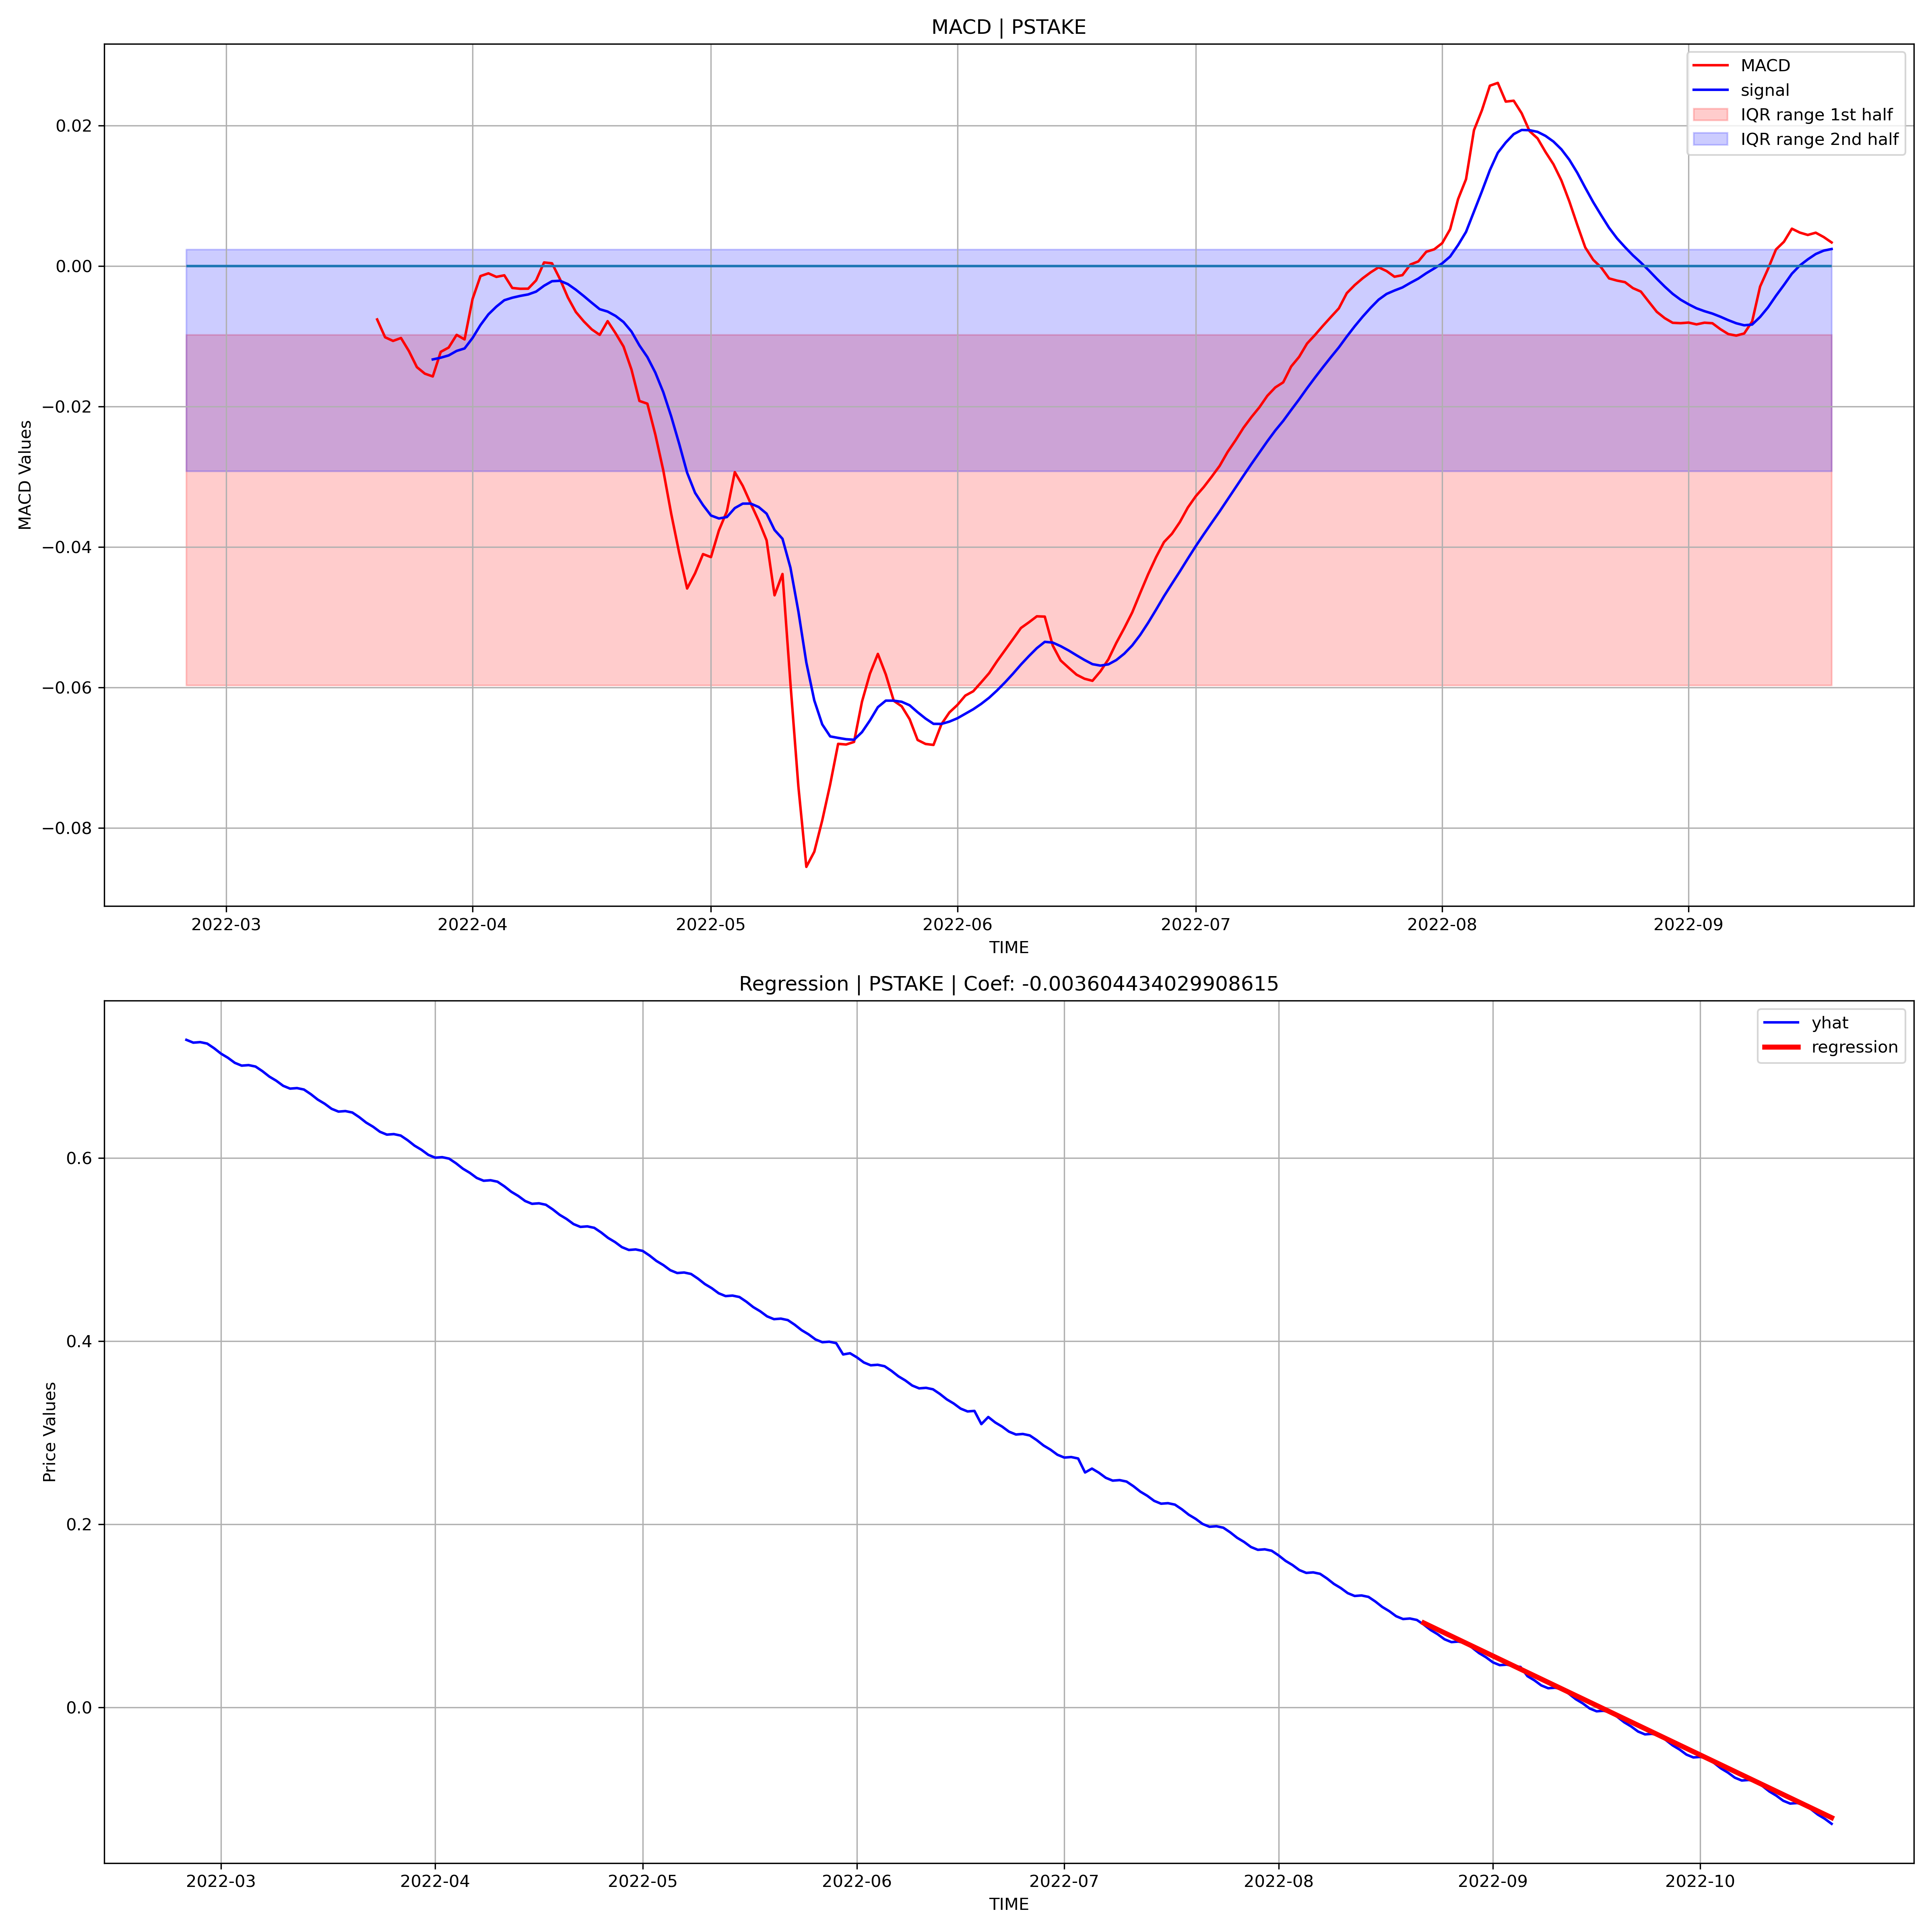 MACD | PSTAKE
MACD
signal
IQR range 1st half
IQR range 2nd half
0.02
0.00
−0.02
−0.04
−0.06
−0.08
MACD Values
2022-03 2022-04 2022-05 2022-06 2022-07 2022-08 2022-09
TIME
Regression | PSTAKE | Coef: -0.003604434029908615
yhat
regression
0.6
0.4
0.2
0.0
Price Values
2022-03 2022-04 2022-05 2022-06 2022-07 2022-08 2022-09 2022-10
TIME